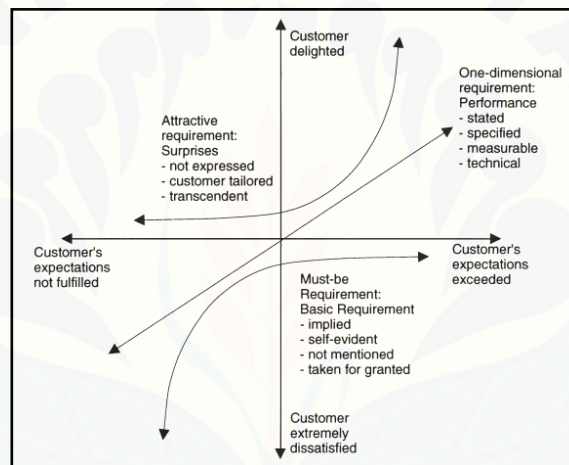 Customer
delighted
One-dimensional
requirement:
Performance
- stated
- specified
- measurable
- technical
Attractive
requirement:
Surprises
- not expressed
- customer tailored
- transcendent
Customer's
expectations
not fulfilled
Customer's
expectations
exceeded
Must-be
Requirement:
Basic Requirement
- implied
- self-evident
- not mentioned
- taken for granted
Customer
extremely
dissatisfied